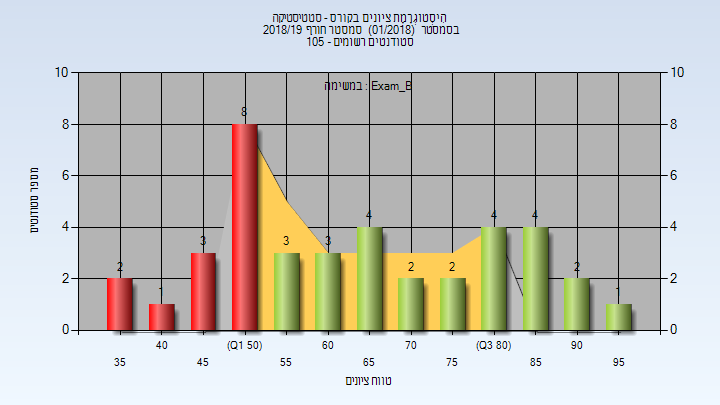 היסטוגרמת ציונים בקורס - סטטיסטיקה
בסמסטר (01/2018) סמסטר חורף 2018/19
סטודנטים רשומים - 105
במשימה : Exam_B
מספר סטודנטים
10 8 6 4 2 0
10 8 6 4 2 0
2 1 3 8 3 3 4 2 2 4 4 2 1
40 (Q1 50) 60 70 (Q3 80) 90
35 45 55 65 75 85 95
טווח ציונים